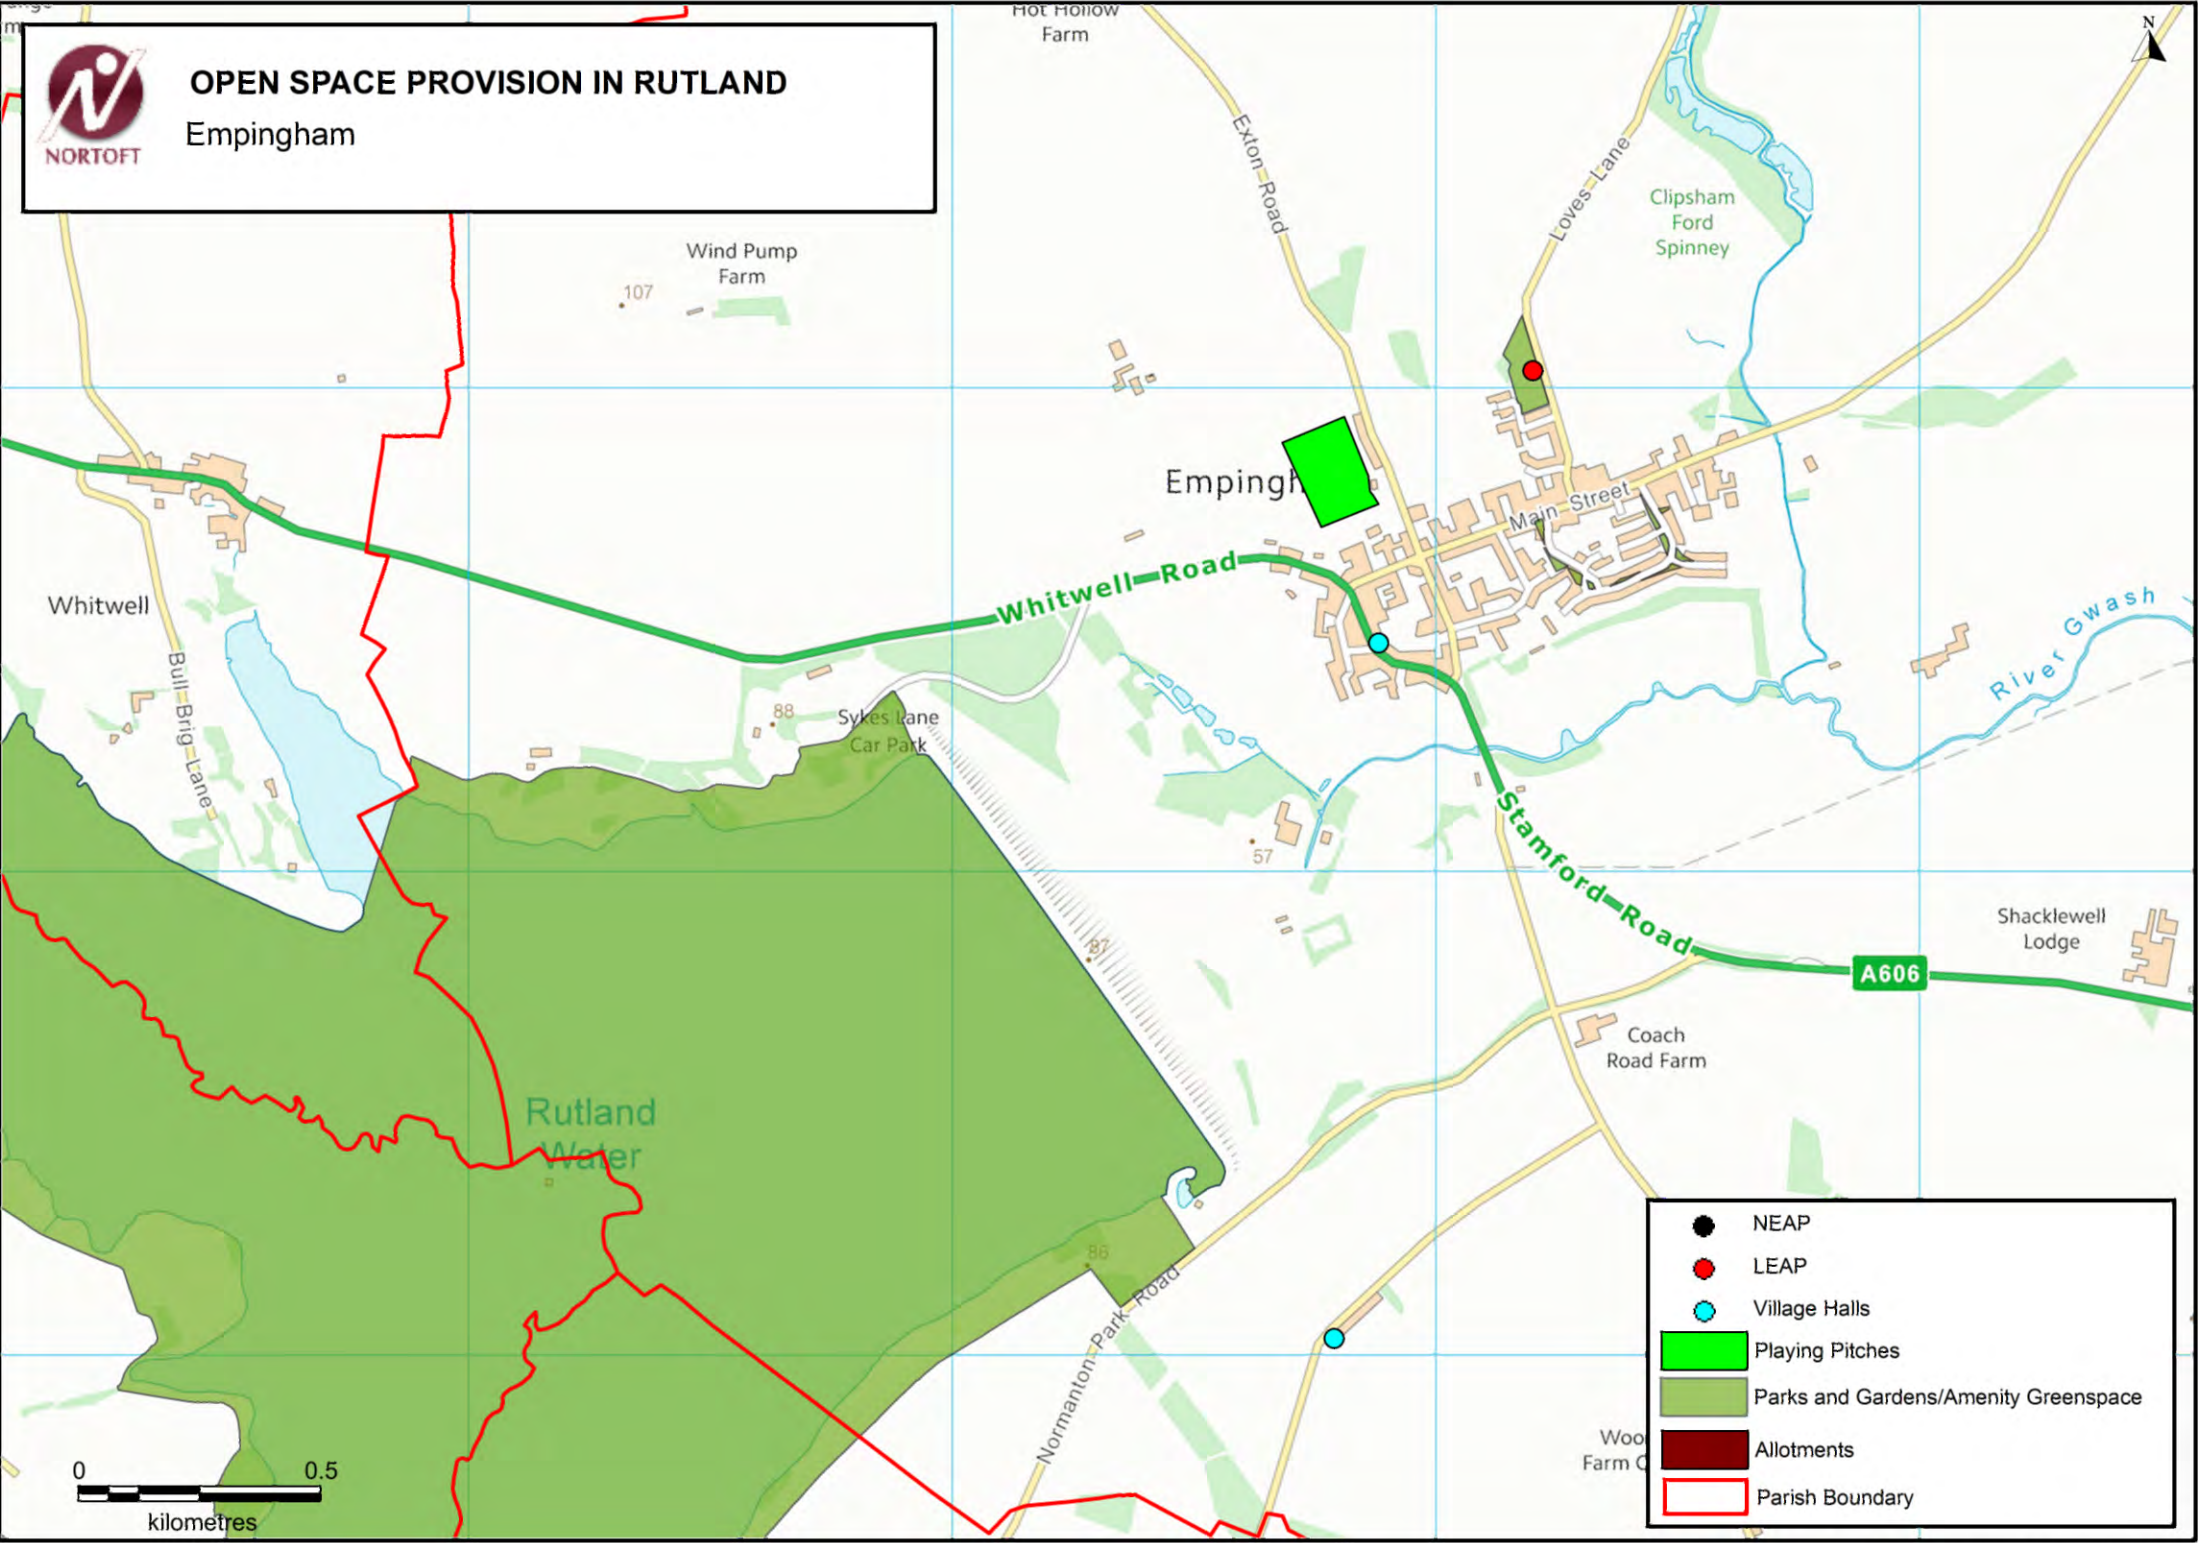 OPEN SPACE PROVISION IN RUTLAND
Empingham
NORTOFT
Hot Hollow
Farm
N
Exton Road
Loves Lane
Clipsham
Ford
Spinney
Wind Pump
Farm
107
Main Street
Whitwell Road
Whitwell
Bull Brig Lane
River Gwash
88
Sykes Lane
Car Park
57
Stamford Road
87
A606
Shacklewell
Lodge
Coach
Road Farm
Rutland
Water
86
Normanton Park Road
Farm
0 0.5
kilometres
NEAP
LEAP
Village Halls
Playing Pitches
Parks and Gardens/Amenity Greenspace
Allotments
Parish Boundary